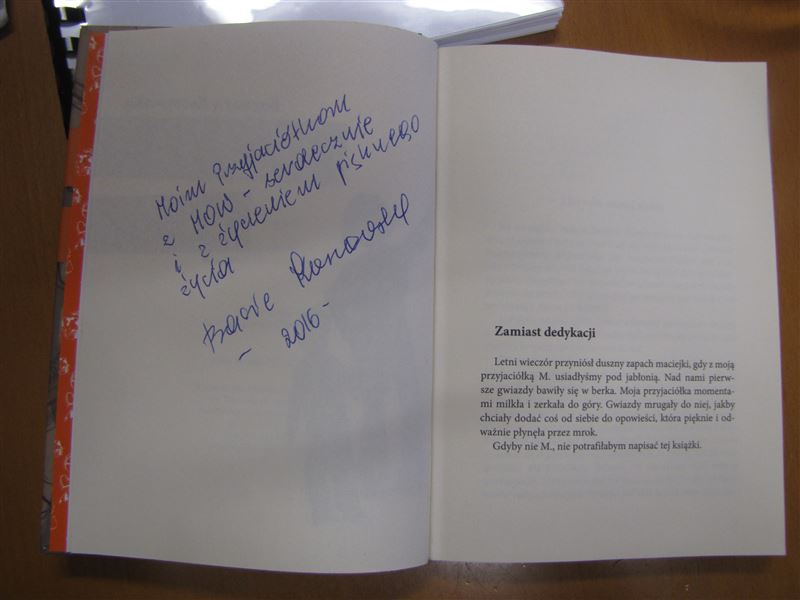 Moim Przyjaciółkom
z MOW - serdecznie
i z życzeniem pięknego
życia
Basia
- 2016 -
Zamiast dedykacji
Letni wieczór przyniósł duszny zapach maciejki, gdy z moją
przyjaciółką M. usiadłyśmy pod jabłonią. Nad nami pierw-
sze gwiazdy bawiły się w berka. Moja przyjaciółka momenta-
mi milkła i zerkała do góry. Gwiazdy mrugały do niej, jakby
chciały dodać coś od siebie do opowieści, która pięknie i od-
ważnie płynęła przez mrok.
Gdyby nie M., nie potrafiłabym napisać tej książki.